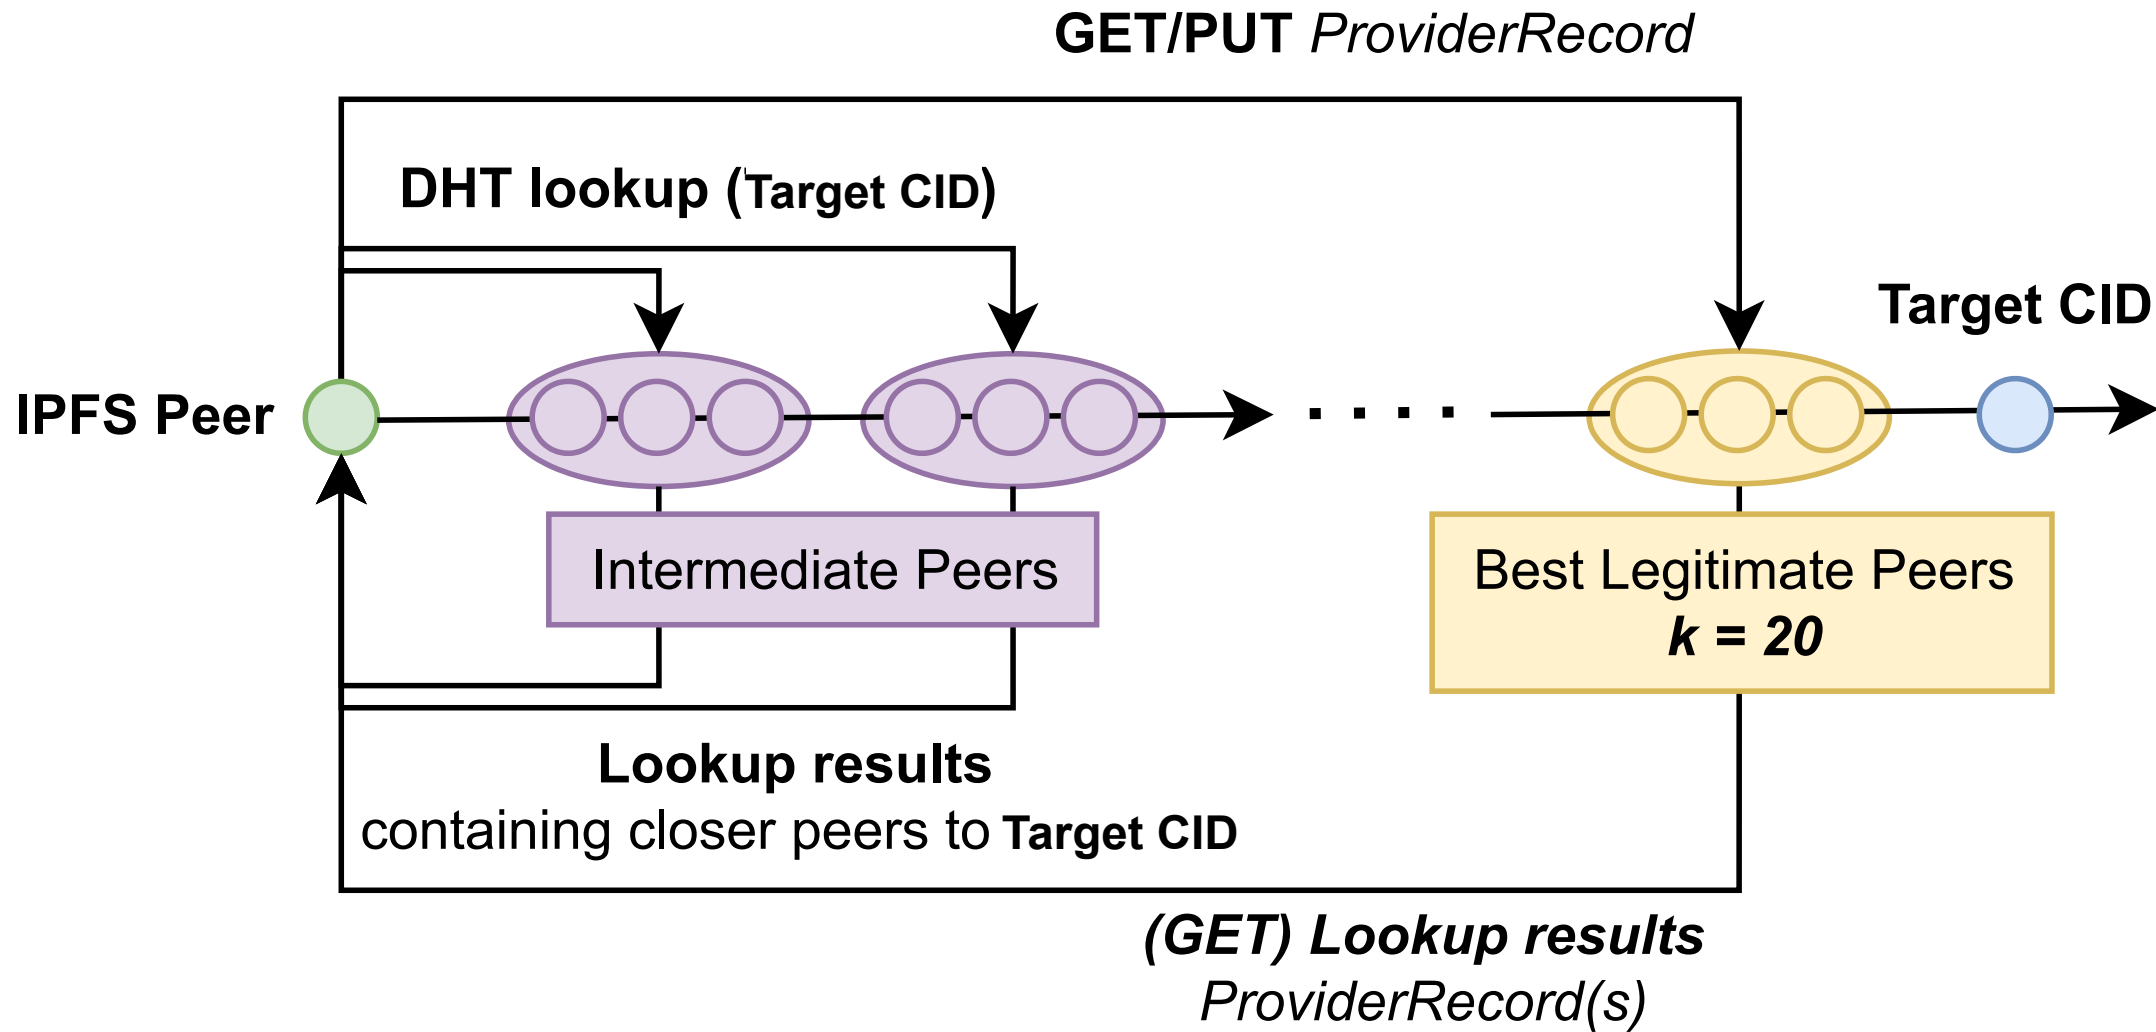 GET/PUT ProviderRecord
DHT lookup (Target CID)
Target CID
IPFS Peer
Intermediate Peers
Best Legitimate Peers
k = 20
Lookup results
containing closer peers to Target CID
(GET) Lookup results
ProviderRecord(s)